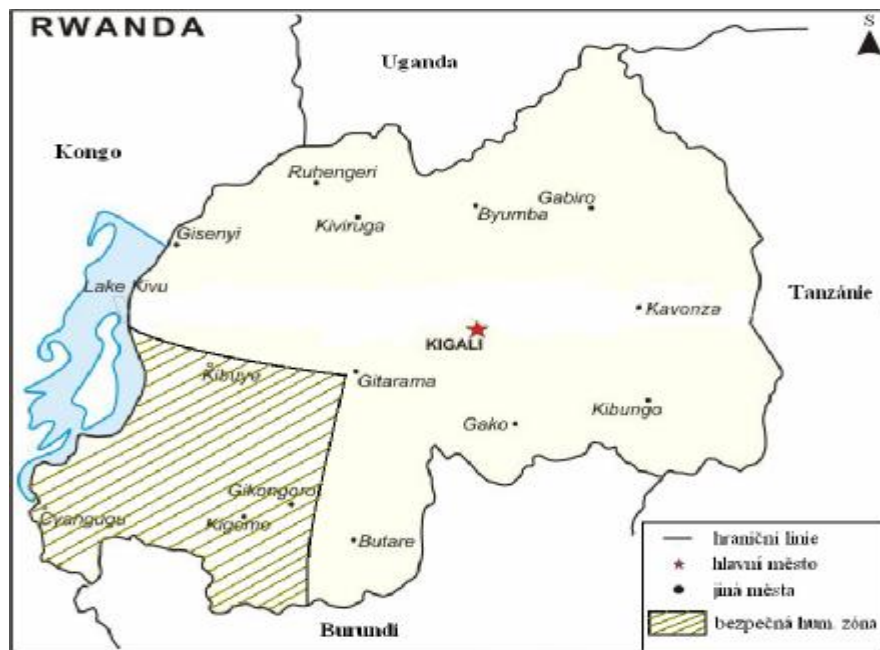 RWANDA
S
Uganda
Kongo
Ruhengeri
Kiviruga
Byumba
Gabiro
Gisenyi
Lake Kivu
Tanzánie
Kavonza
KIGALI
Kibuye
Gitarama
Kibungo
Gako
Gikongoro
Cyangugu
Kigeme
Butare
Burundi
hraniční linie
hlavní město
jiná města
bezpečná hum. zóna